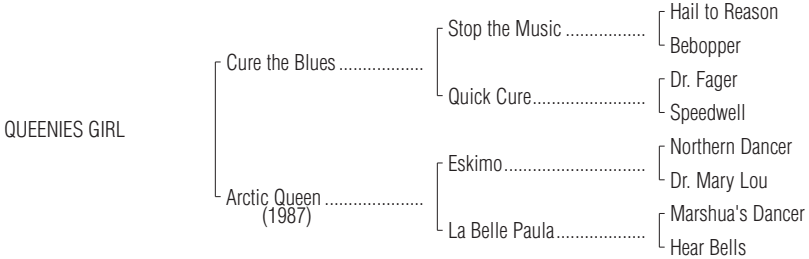 Hail to Reason
Stop the Music .................
Bebopper
Cure the Blues ..................
Dr. Fager
Quick Cure........................
Speedwell
QUEENIES GIRL
Northern Dancer
Eskimo..............................
Dr. Mary Lou
Arctic Queen .....................
(1987)
Marshua's Dancer
La Belle Paula...................
Hear Bells